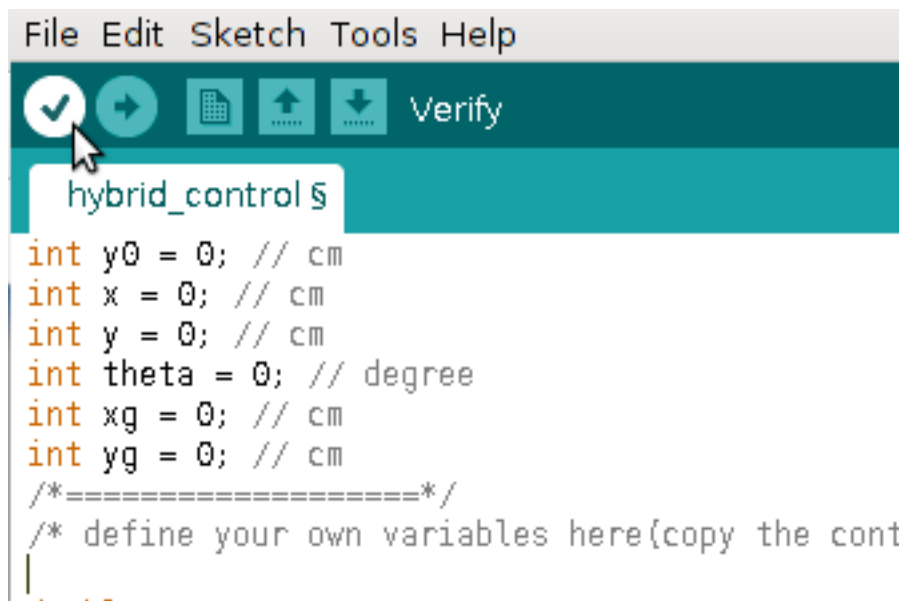 File Edit Sketch Tools Help
Verify
hybrid_control §
int y0 = 0; // cm
int x = 0; // cm
int y = 0; // cm
int theta = 0; // degree
int xg = 0; // cm
int yg = 0; // cm
/*===================*/
/* define your own variables here(copy the cont